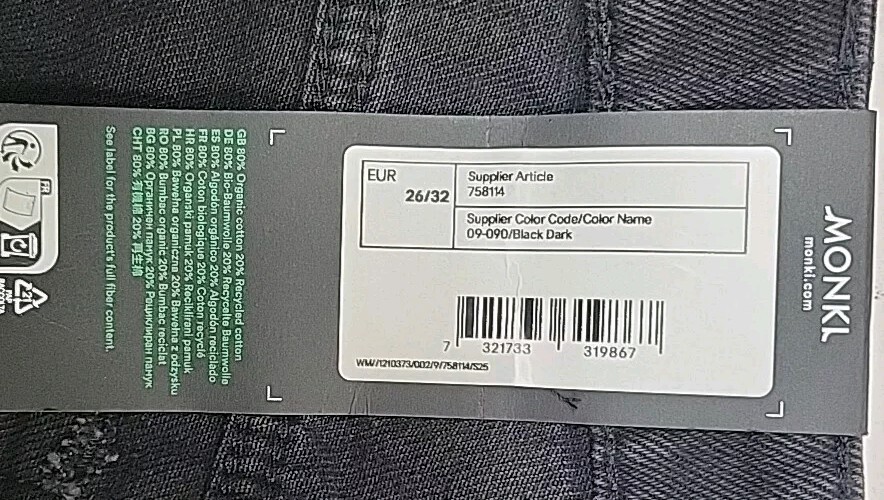 EUR
26/32
Supplier Article
758114
Supplier Color Code/Color Name
09-090/Black Dark
7 321733 319867
WM//1210373/002/9/758114/S25
MONKI
monki.com
GB 80% Organic cotton 20% Recycled cotton
DE 80% Bio-Baumwolle 20% Recycelte Baumwolle
ES 80% Algodón orgánico 20% Algodón reciclado
FR 80% Coton biologique 20% Coton recyclé
HR 80% Organski pamuk 20% Reciklirani pamuk
PL 80% Bawełna organiczna 20% Bawełna z odzysku
RO 80% Bumbac organic 20% Bumbac reciclat
BG 80% Органичен памук 20% Рециклиран памук
CHT 80% 有機棉 20% 再生棉
See label for the product's full fiber content.
FR